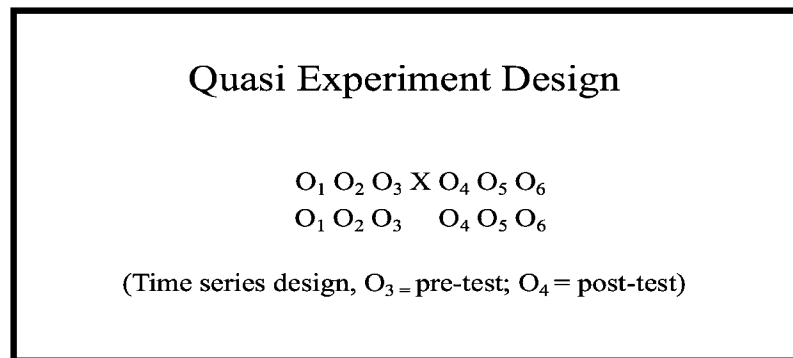 Quasi Experiment Design
O₁ O₂ O₃ X O₄ O₅ O₆
O₁ O₂ O₃ O₄ O₅ O₆
(Time series design, O₃ = pre-test; O₄ = post-test)